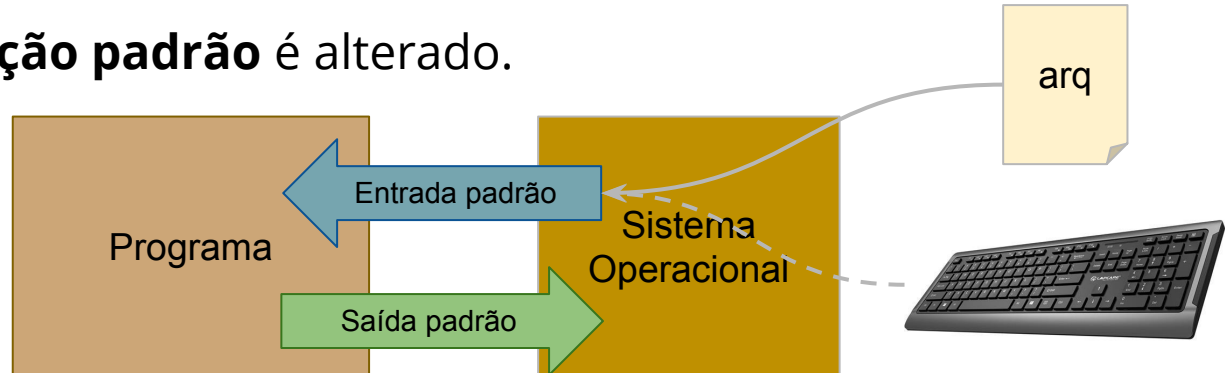 ção padrão é alterado.
arq
Entrada padrão
Programa
Sistema
Operacional
Saída padrão